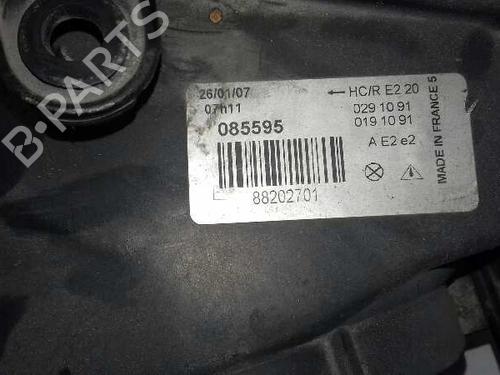 26/01/07
07h11
← HC/R E2 20
029 10 91
019 10 91
085595
A E2 e2
88202701
MADE IN FRANCE 5
B-PARTS